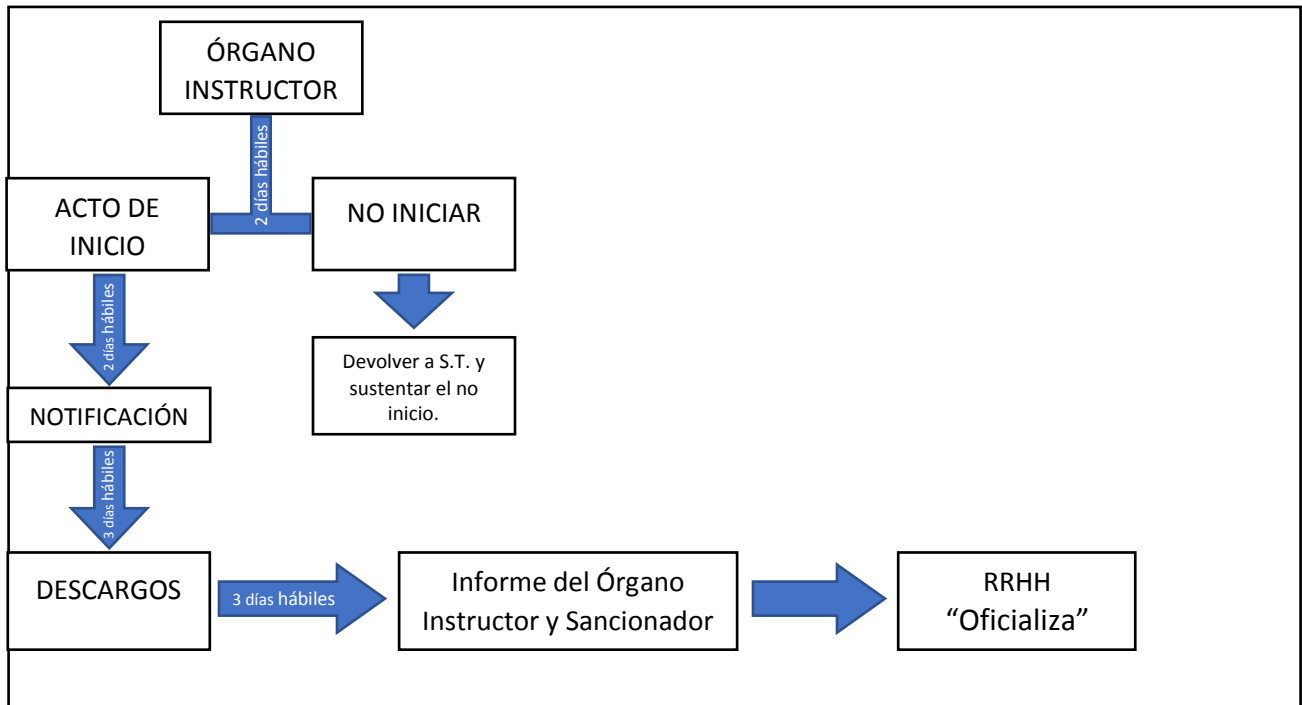 ÓRGANO
INSTRUCTOR
2 días hábiles
ACTO DE
INICIO
NO INICIAR
2 días hábiles
Devolver a S.T. y
sustentar el no
inicio.
NOTIFICACIÓN
3 días hábiles
DESCARGOS
3 días hábiles
Informe del Órgano
Instructor y Sancionador
RRHH
“Oficializa”